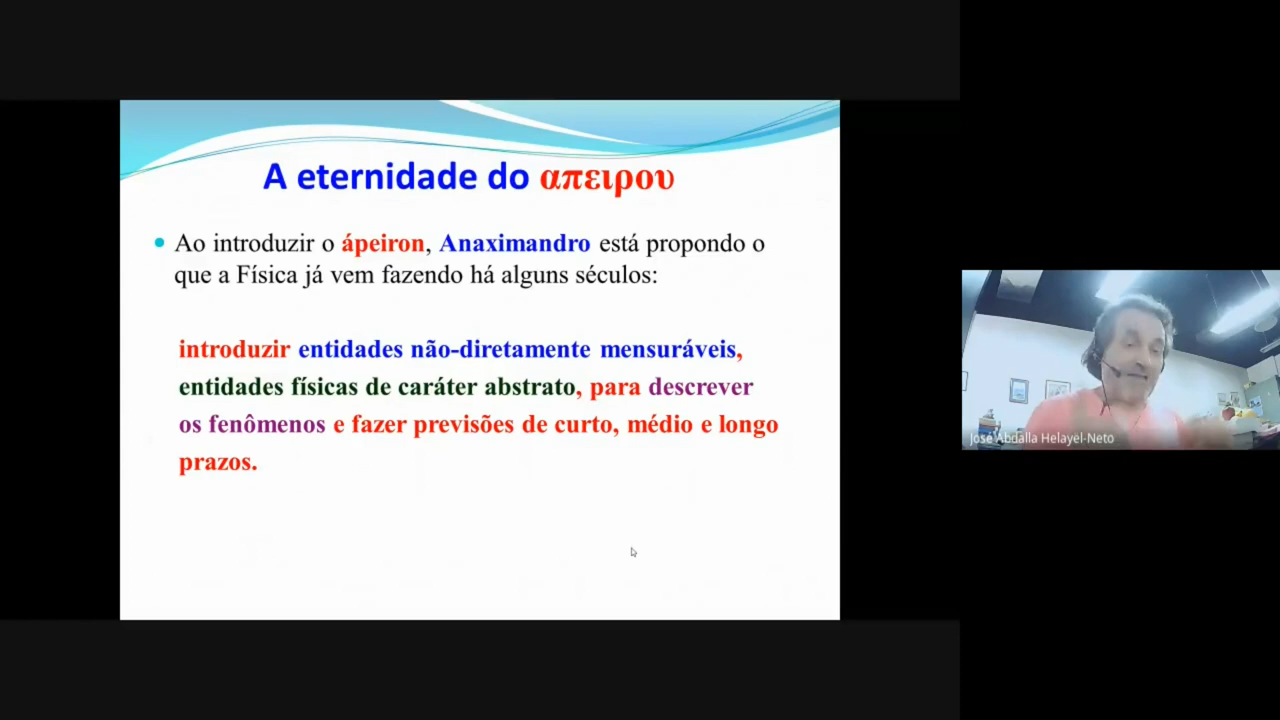 A eternidade do απειρου
Ao introduzir o ápeiron, Anaximandro está propondo o
que a Física já vem fazendo há alguns séculos:
introduzir entidades não-diretamente mensuráveis,
entidades físicas de caráter abstrato, para descrever
os fenômenos e fazer previsões de curto, médio e longo
prazos.
José Abdalla Helayël-Neto